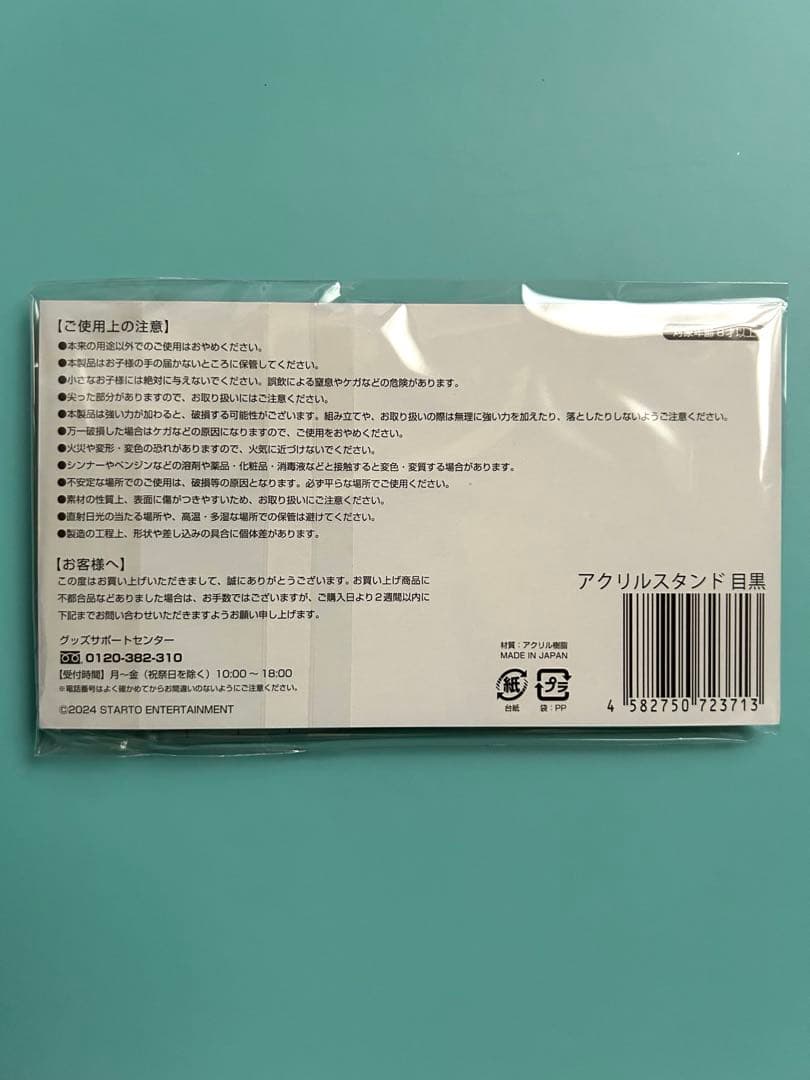 【ご使用上の注意】
対象年齢 8才以上
●本来の用途以外でのご使用はおやめください。
●本製品はお子様の手の届かないところに保管してください。
●小さなお子様には絶対に与えないでください。誤飲による窒息やケガなどの危険があります。
●尖った部分がありますので、お取り扱いにはご注意ください。
●本製品は強い力が加わると、破損する可能性がございます。組み立てや、お取り扱いの際は無理に強い力を加えたり、落としたりしないようご注意ください。
●万一破損した場合はケガなどの原因になりますので、ご使用をおやめください。
●火災や変形・変色の恐れがありますので、火気に近づけないでください。
●シンナーやベンジンなどの溶剤や薬品・化粧品・消毒液などと接触すると変色・変質する場合があります。
●不安定な場所でのご使用は、破損等の原因となります。必ず平らな場所でご使用ください。
●素材の性質上、表面に傷がつきやすいため、お取り扱いにご注意ください。
●直射日光の当たる場所や、高温・多湿な場所での保管は避けてください。
●製造の工程上、形状や差し込みの具合に個体差があります。
【お客様へ】
この度はお買い上げいただきまして、誠にありがとうございます。お買い上げ商品に
不都合品などありました場合は、お手数ではございますが、ご購入日より2週間以内に
下記までお問い合わせいただきますようお願い申し上げます。
グッズサポートセンター
0120-382-310
【受付時間】月〜金（祝祭日を除く）10:00〜18:00
※電話番号はよく確かめてからお間違いのないようにご注意ください。
©2024 STARTO ENTERTAINMENT
材質：アクリル樹脂
MADE IN JAPAN
紙
台紙
プラ
袋：PP
アクリルスタンド 目黒
4 582750 723713